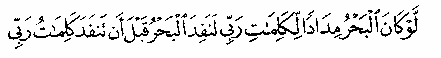 لَّوْ كَانَ ٱلْبَحْرُ مِدَادًا لِّكَلِمَـٰتِ رَبِّى لَنَفِدَ ٱلْبَحْرُ قَبْلَ أَن تَنفَدَ كَلِمَـٰتُ رَبِّى